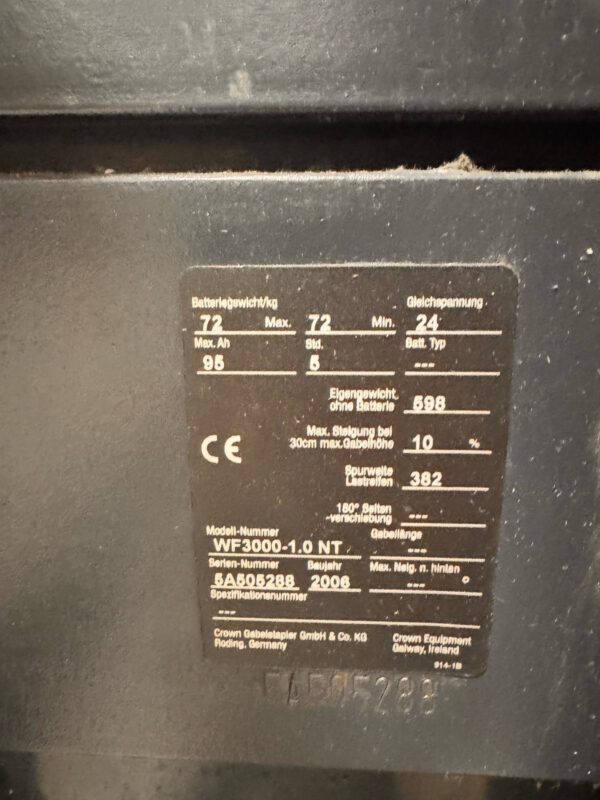 Batteriegewicht/kg Gleichspannung
72 Max. 72 Min. 24
Max. Ah Std. Batt. Typ
95 5 ---
Eigengewicht
ohne Batterie 598
Max. Steigung bei
30cm max.Gabelhöhe 10 %
CE
Spurweite
Lastreifen 382
180° Seiten
-verschiebung ---
Modell-Nummer Gabellänge
WF3000-1.0 NT ---
Serien-Nummer Baujahr Max. Neig. n. hinten
5A505288 2006 --- °
Spezifikationsnummer
---
Crown Gabelstapler GmbH & Co. KG Crown Equipment
Roding, Germany Galway, Ireland
914-1B
5A505288